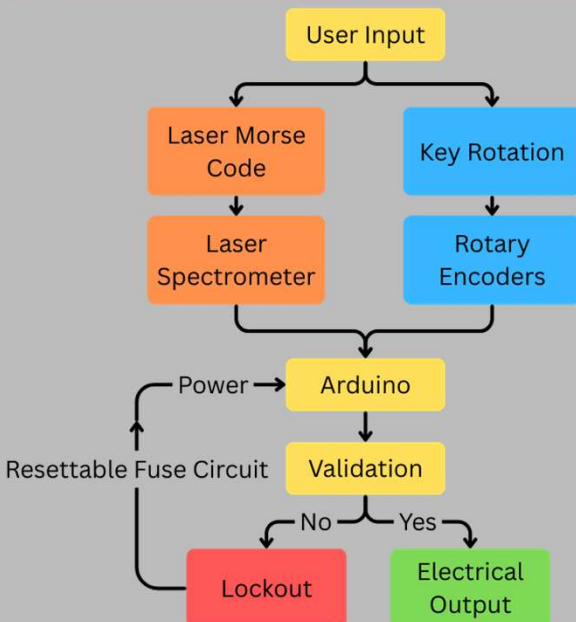 User Input
Laser Morse
Code
Key Rotation
Laser
Spectrometer
Rotary
Encoders
Power
Arduino
Resettable Fuse Circuit
Validation
No
Yes
Lockout
Electrical
Output